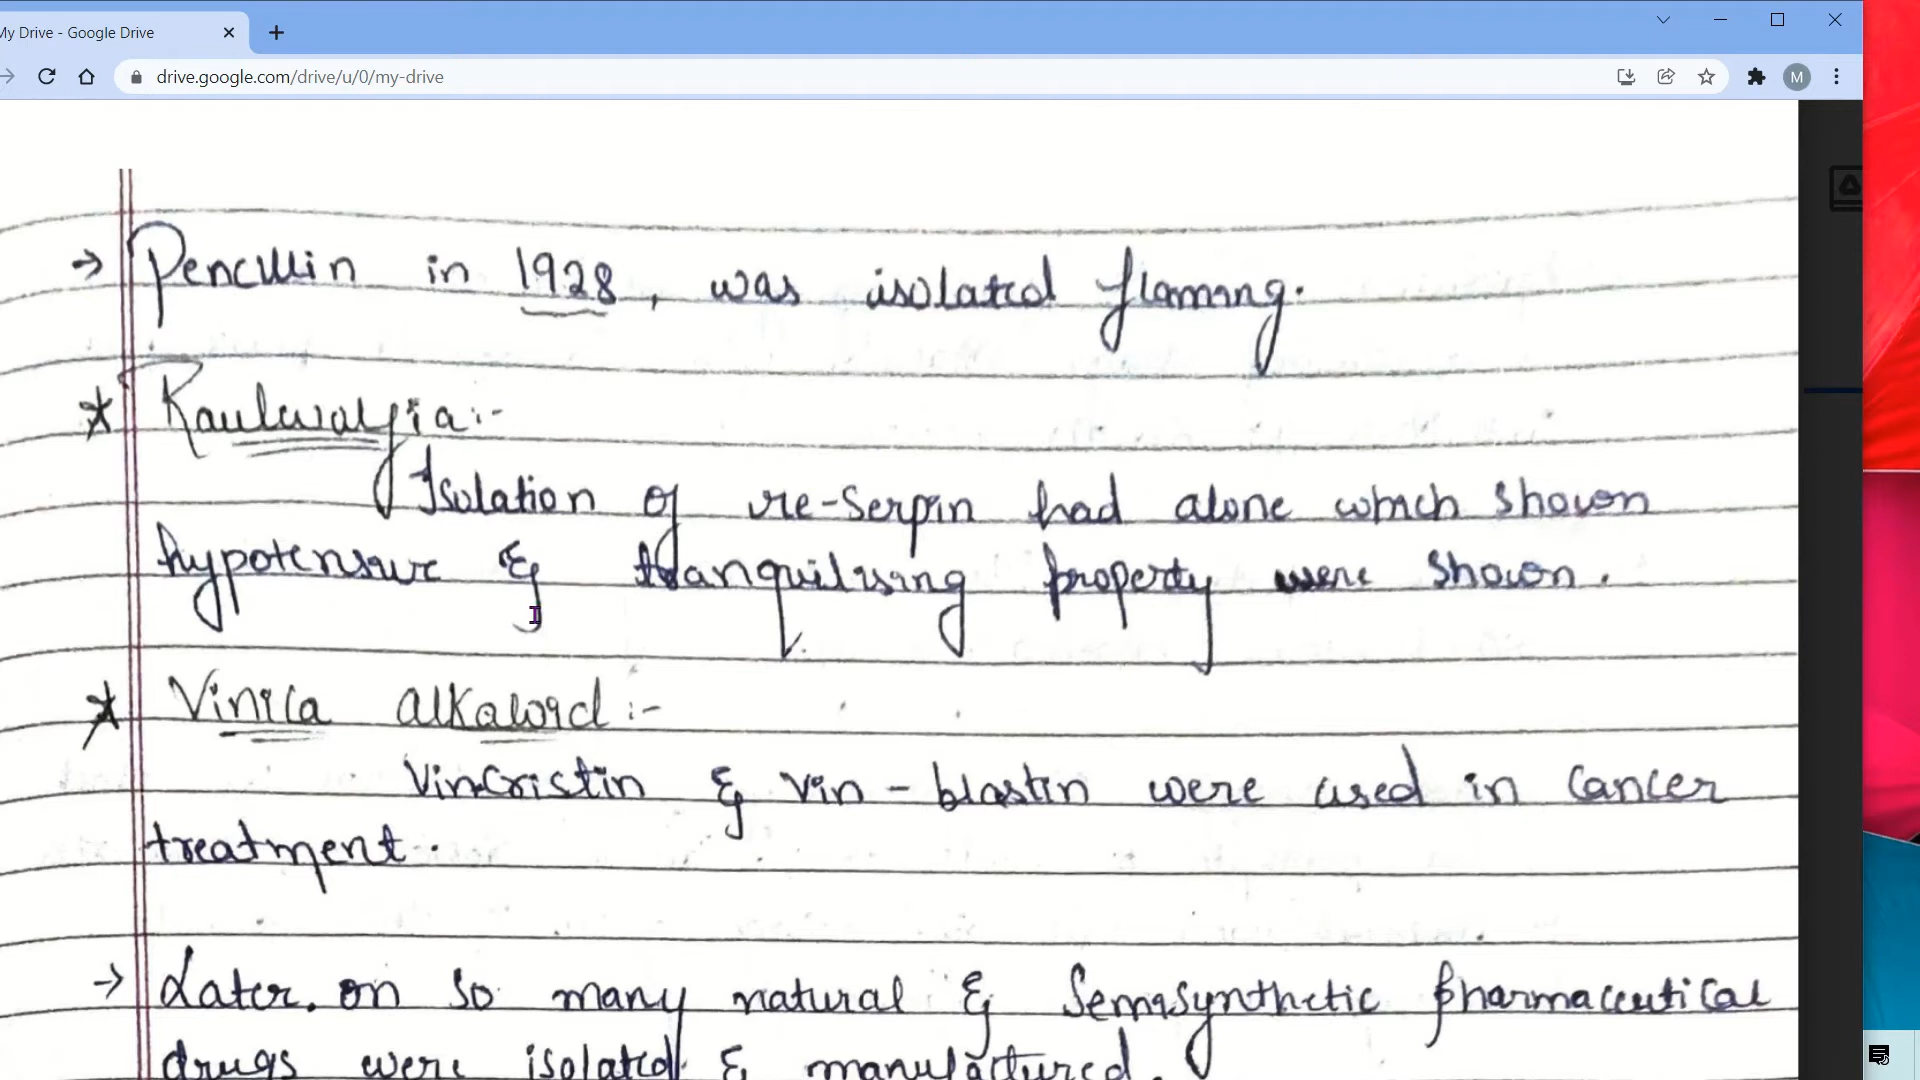 My Drive - Google Drive
drive.google.com/drive/u/0/my-drive
M
→ Pencillin in 1928, was isolated flaming.
* Raulwalfia :-
Isolation of re-Serpin had alone which shown
hypotensive & tranquilising property were shown.
* Vinica alkaloid :-
Vincristin & Vin-blastin were used in cancer
treatment.
→ Later. on so many natural & Semisynthetic pharmaceutical
drugs were isolated & manufactured.